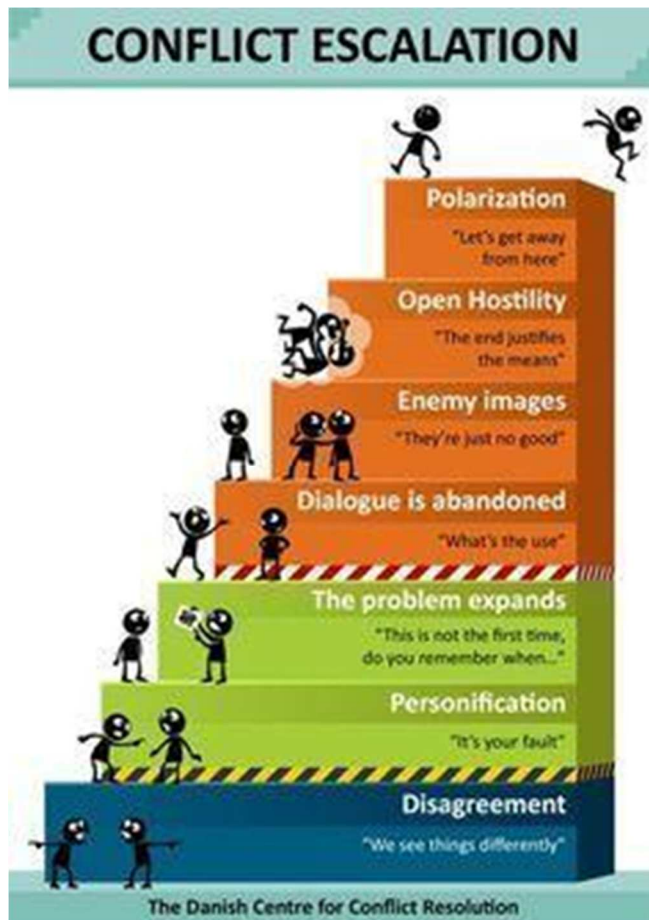 CONFLICT ESCALATION
Polarization
"Let's get away
from here"
Open Hostility
"The end justifies
the means"
Enemy images
"They're just no good"
Dialogue is abandoned
"What's the use"
The problem expands
"This is not the first time,
do you remember when..."
Personification
"It's your fault"
Disagreement
"We see things differently"
The Danish Centre for Conflict Resolution